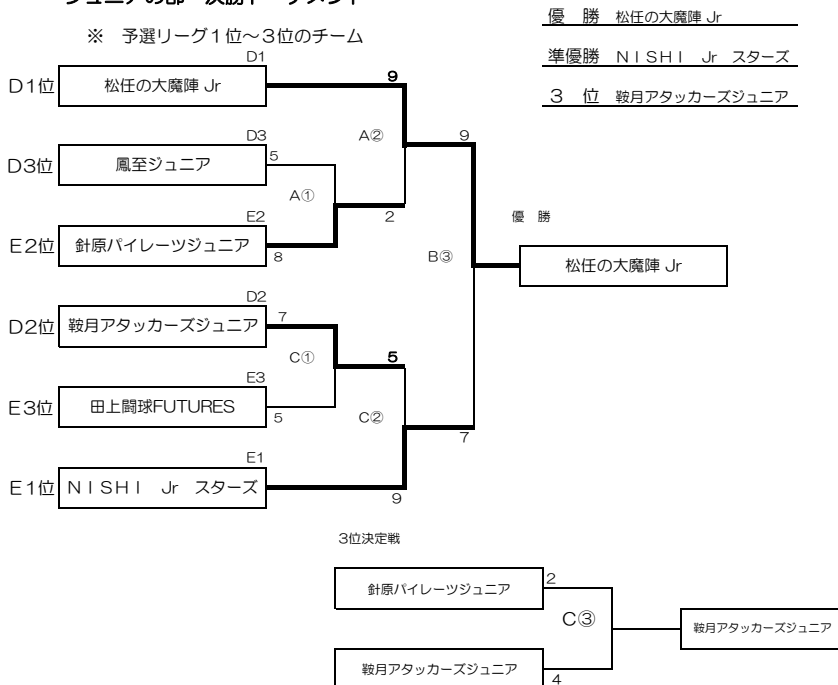 ジュニアの部 決勝トーナメント
※ 予選リーグ1位～3位のチーム
優 勝 松任の大魔陣 Jr
準優勝 NISHI Jr スターズ
3 位 鞍月アタッカーズジュニア
D1
D1位 松任の大魔陣 Jr 9
A② 9
D3
D3位 鳳至ジュニア 5
A①
E2 2
E2位 針原パイレーツジュニア 8
優 勝
B③ 松任の大魔陣 Jr
D2
D2位 鞍月アタッカーズジュニア 7
C① 5
E3
E3位 田上闘球FUTURES 5
C② 7
E1
E1位 NISHI Jr スターズ 9
3位決定戦
針原パイレーツジュニア 2
C③ 鞍月アタッカーズジュニア
鞍月アタッカーズジュニア 4